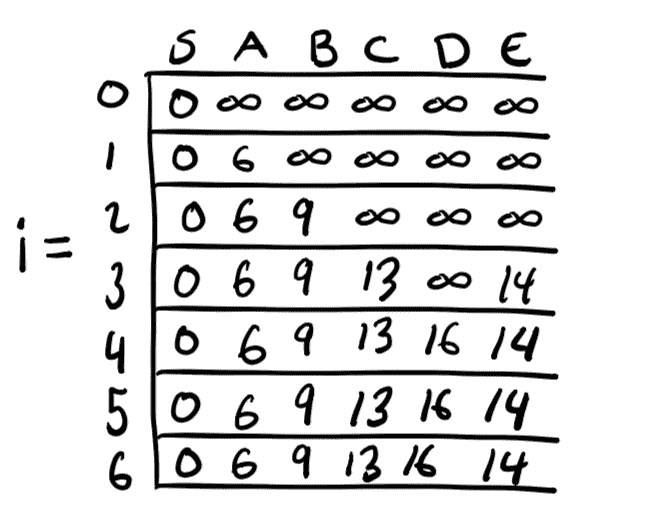 S A B C D E
0 0 ∞ ∞ ∞ ∞ ∞
1 0 6 ∞ ∞ ∞ ∞
i = 2 0 6 9 ∞ ∞ ∞
3 0 6 9 13 ∞ 14
4 0 6 9 13 16 14
5 0 6 9 13 16 14
6 0 6 9 13 16 14